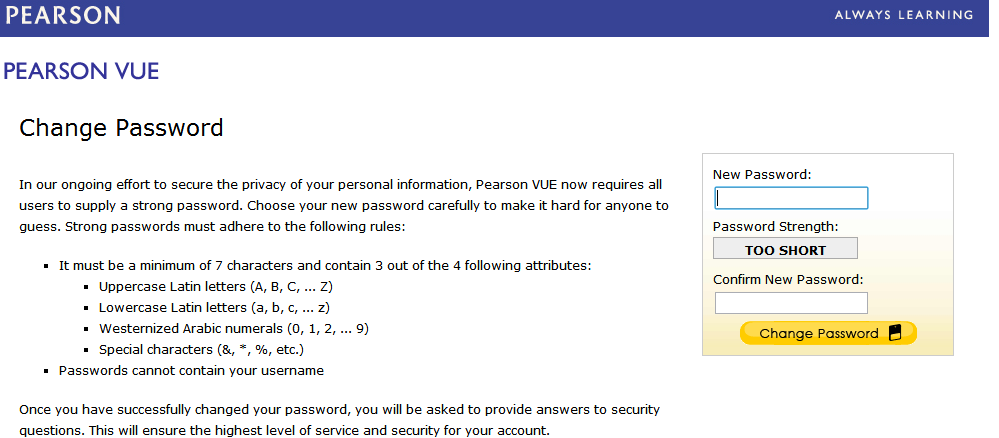 PEARSON
ALWAYS LEARNING
PEARSON VUE
Change Password
In our ongoing effort to secure the privacy of your personal information, Pearson VUE now requires all
users to supply a strong password. Choose your new password carefully to make it hard for anyone to
guess. Strong passwords must adhere to the following rules:
It must be a minimum of 7 characters and contain 3 out of the 4 following attributes:
Uppercase Latin letters (A, B, C, ... Z)
Lowercase Latin letters (a, b, c, ... z)
Westernized Arabic numerals (0, 1, 2, ... 9)
Special characters (&, *, %, etc.)
Passwords cannot contain your username
Once you have successfully changed your password, you will be asked to provide answers to security
questions. This will ensure the highest level of service and security for your account.
New Password:
Password Strength:
TOO SHORT
Confirm New Password:
Change Password